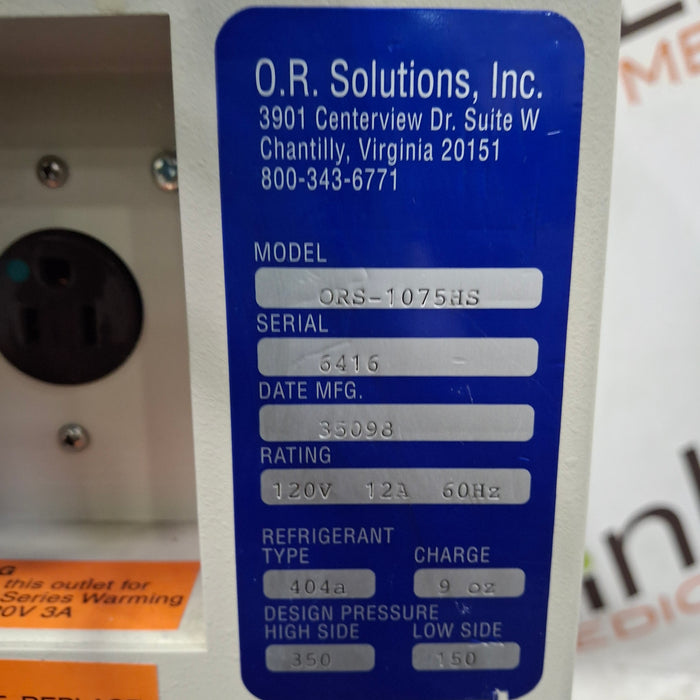 O.R. Solutions, Inc.
3901 Centerview Dr. Suite W
Chantilly, Virginia 20151
800-343-6771
MODEL
ORS-1075HS
SERIAL
6416
DATE MFG.
35098
RATING
120V 12A 60Hz
REFRIGERANT
TYPE CHARGE
404a 9 oz
DESIGN PRESSURE
HIGH SIDE LOW SIDE
350 150
this outlet for
Series Warming
3A